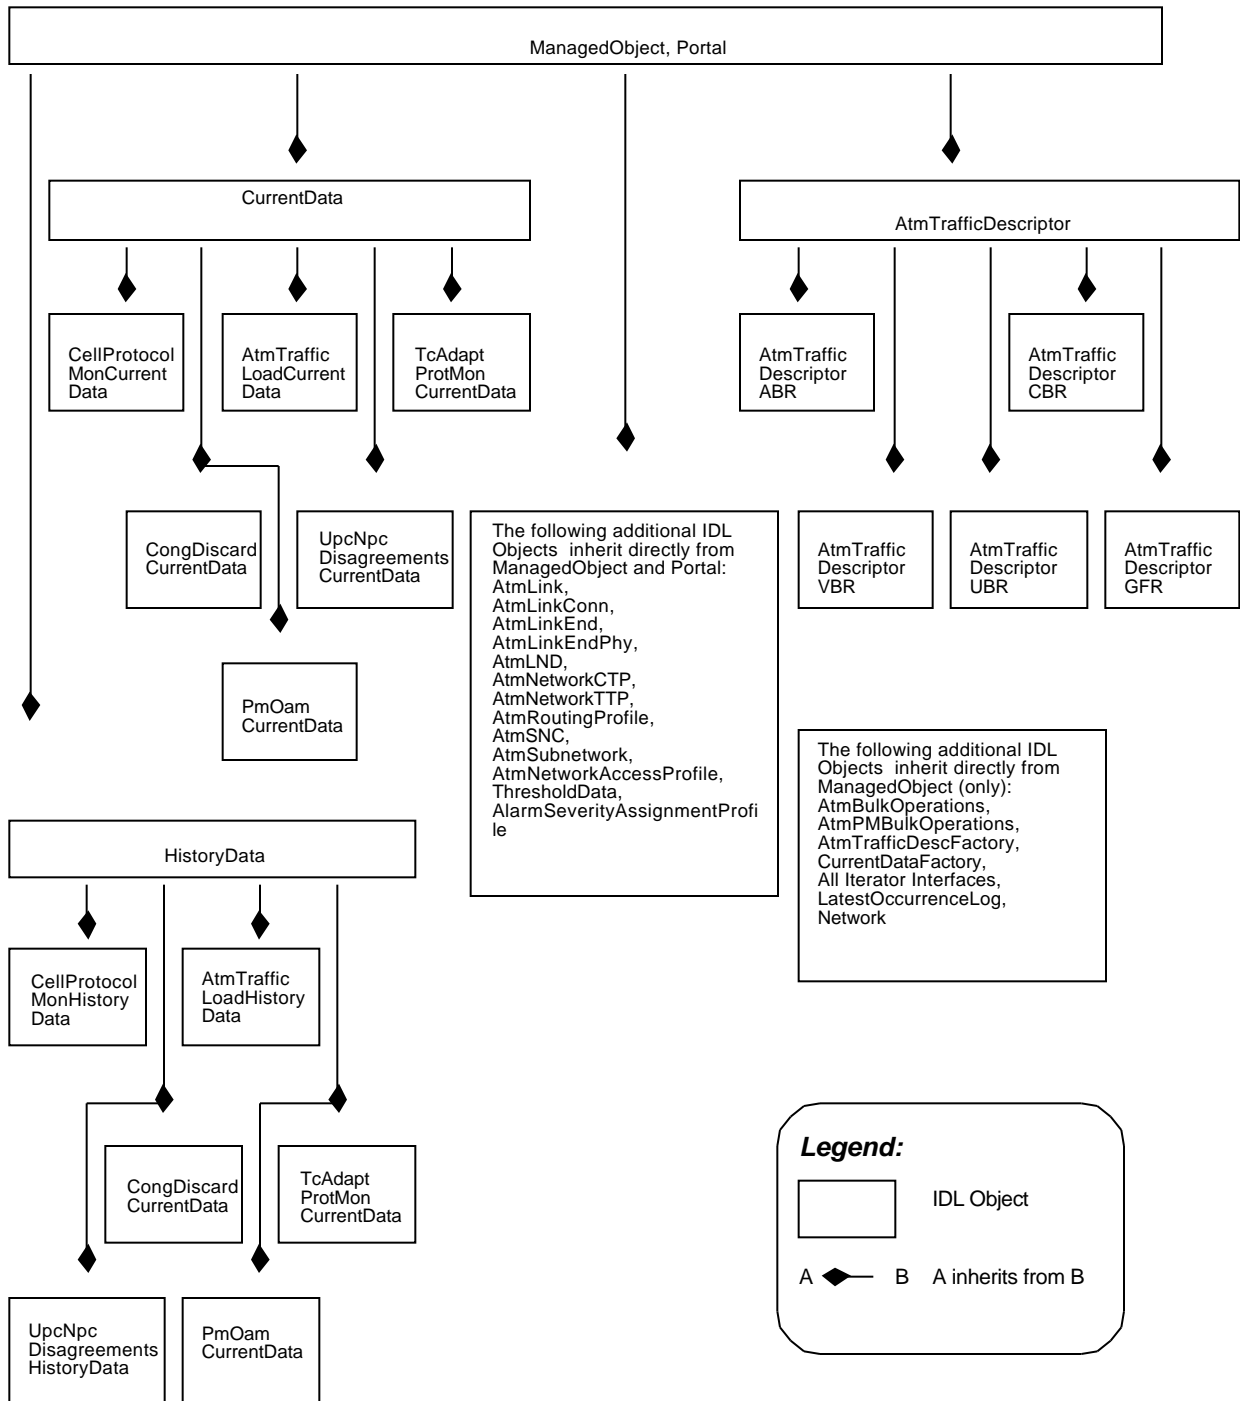 ManagedObject, Portal
CurrentData
AtmTrafficDescriptor
CellProtocol
MonCurrent
Data
AtmTraffic
LoadCurrent
Data
TcAdapt
ProtMon
CurrentData
AtmTraffic
Descriptor
ABR
AtmTraffic
Descriptor
CBR
CongDiscard
CurrentData
UpcNpc
Disagreements
CurrentData
The following additional IDL
Objects inherit directly from
ManagedObject and Portal:
AtmLink,
AtmLinkConn,
AtmLinkEnd,
AtmLinkEndPhy,
AtmLND,
AtmNetworkCTP,
AtmNetworkTTP,
AtmRoutingProfile,
AtmSNC,
AtmSubnetwork,
AtmNetworkAccessProfile,
ThresholdData,
AlarmSeverityAssignmentProfi
le
AtmTraffic
Descriptor
VBR
AtmTraffic
Descriptor
UBR
AtmTraffic
Descriptor
GFR
PmOam
CurrentData
The following additional IDL
Objects inherit directly from
ManagedObject (only):
AtmBulkOperations,
AtmPMBulkOperations,
AtmTrafficDescFactory,
CurrentDataFactory,
All Iterator Interfaces,
LatestOccurrenceLog,
Network
HistoryData
CellProtocol
MonHistory
Data
AtmTraffic
LoadHistory
Data
CongDiscard
CurrentData
TcAdapt
ProtMon
CurrentData
UpcNpc
Disagreements
HistoryData
PmOam
CurrentData
Legend:
IDL Object
A B A inherits from B